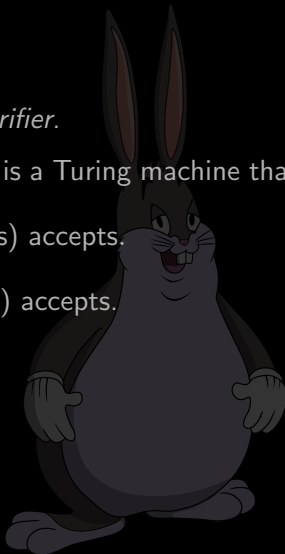 rifier.
is a Turing machine tha
s) accepts.
) accepts.